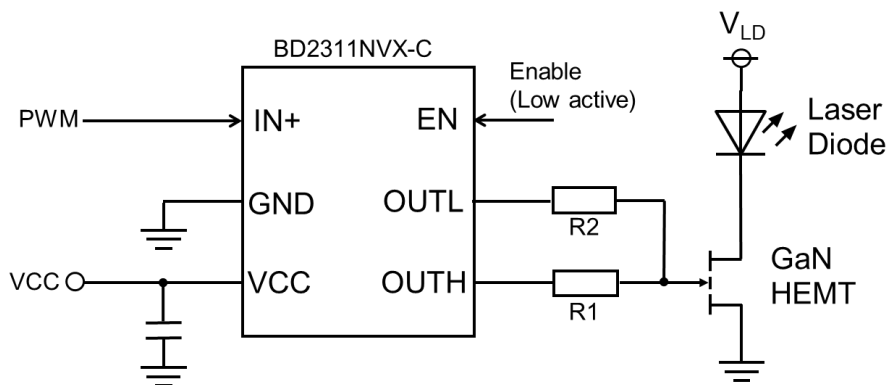 BD2311NVX-C
V_LD
Enable
(Low active)
PWM
IN+
EN
Laser
Diode
GND
OUTL
R2
VCC
VCC
OUTH
R1
GaN
HEMT